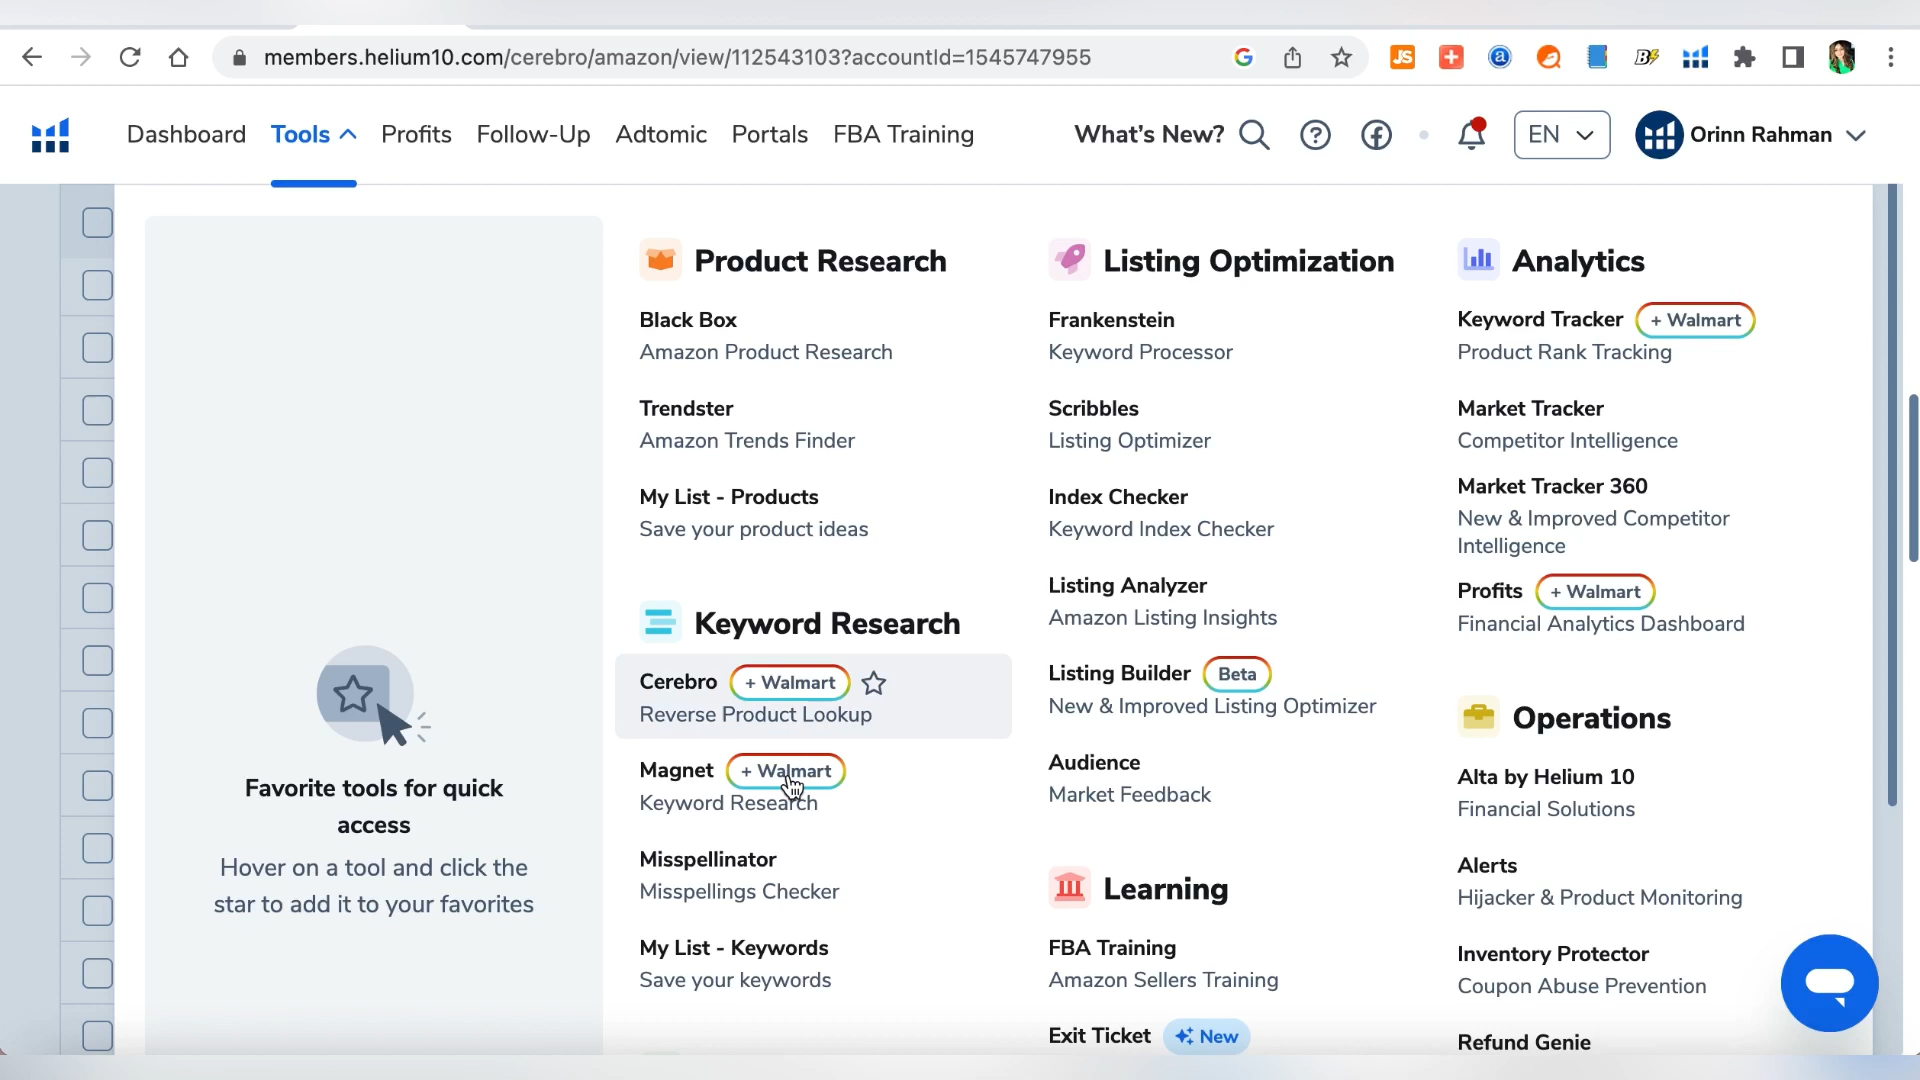 members.helium10.com/cerebro/amazon/view/112543103?accountId=1545747955
Dashboard Tools Profits Follow-Up Adtomic Portals FBA Training What's New? EN Orinn Rahman
Product Research
Black Box
Amazon Product Research
Trendster
Amazon Trends Finder
My List - Products
Save your product ideas
Keyword Research
Cerebro + Walmart
Reverse Product Lookup
Magnet + Walmart
Keyword Research
Misspellinator
Misspellings Checker
My List - Keywords
Save your keywords
Listing Optimization
Frankenstein
Keyword Processor
Scribbles
Listing Optimizer
Index Checker
Keyword Index Checker
Listing Analyzer
Amazon Listing Insights
Listing Builder Beta
New & Improved Listing Optimizer
Audience
Market Feedback
Learning
FBA Training
Amazon Sellers Training
Exit Ticket New
Analytics
Keyword Tracker + Walmart
Product Rank Tracking
Market Tracker
Competitor Intelligence
Market Tracker 360
New & Improved Competitor
Intelligence
Profits + Walmart
Financial Analytics Dashboard
Operations
Alta by Helium 10
Financial Solutions
Alerts
Hijacker & Product Monitoring
Inventory Protector
Coupon Abuse Prevention
Refund Genie
Favorite tools for quick
access
Hover on a tool and click the
star to add it to your favorites